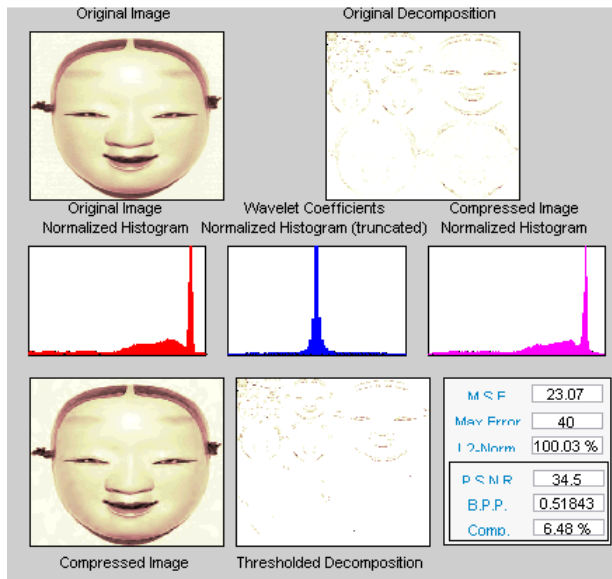 Original Image
Original Decomposition
Original Image
Normalized Histogram
Wavelet Coefficients
Normalized Histogram (truncated)
Compressed Image
Normalized Histogram
M.S.E. 23.07
Max Error 40
L2-Norm 100.03 %
P.S.N.R. 34.5
B.P.P. 0.51843
Comp. 6.48 %
Compressed Image
Thresholded Decomposition